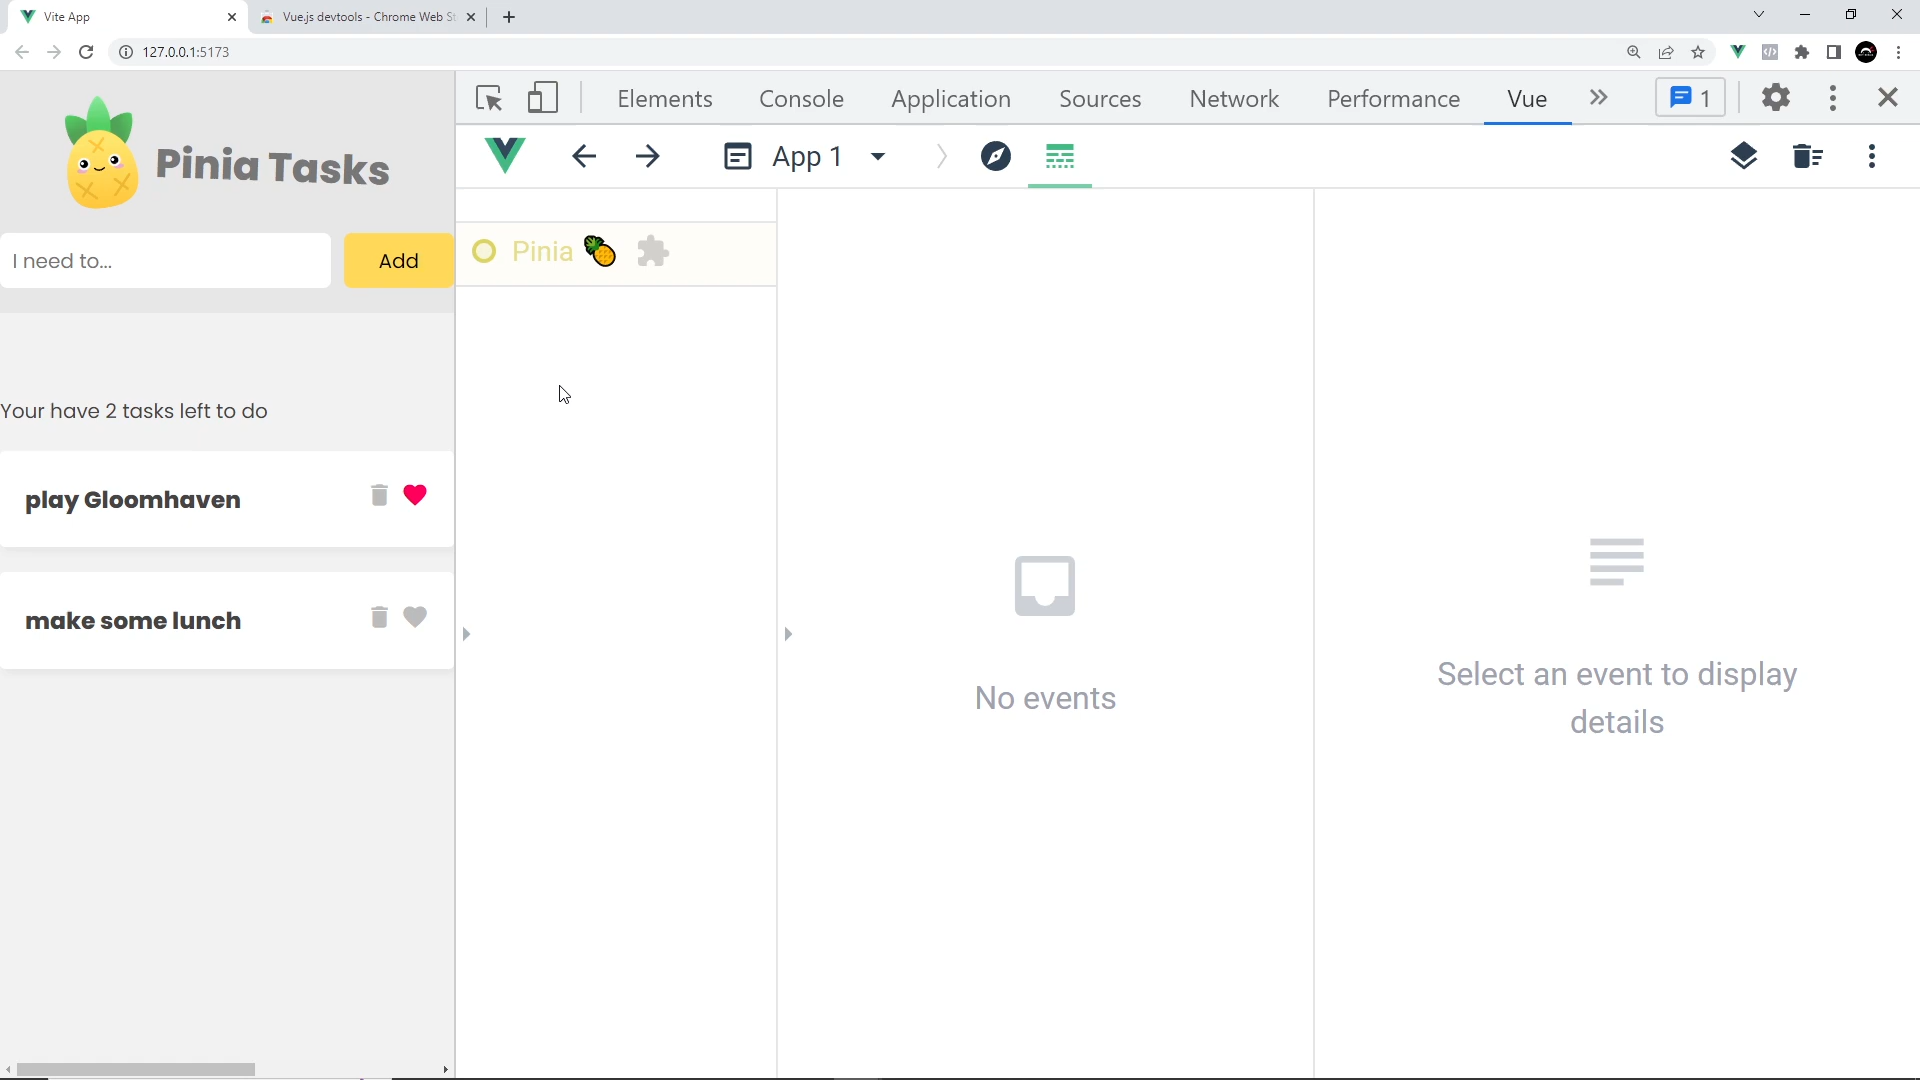 Vite App
Vue.js devtools - Chrome Web St
127.0.0.1:5173
Elements
Console
Application
Sources
Network
Performance
Vue
1
App 1
Pinia Tasks
I need to...
Add
Pinia 🍍
Your have 2 tasks left to do
play Gloomhaven
make some lunch
No events
Select an event to display
details